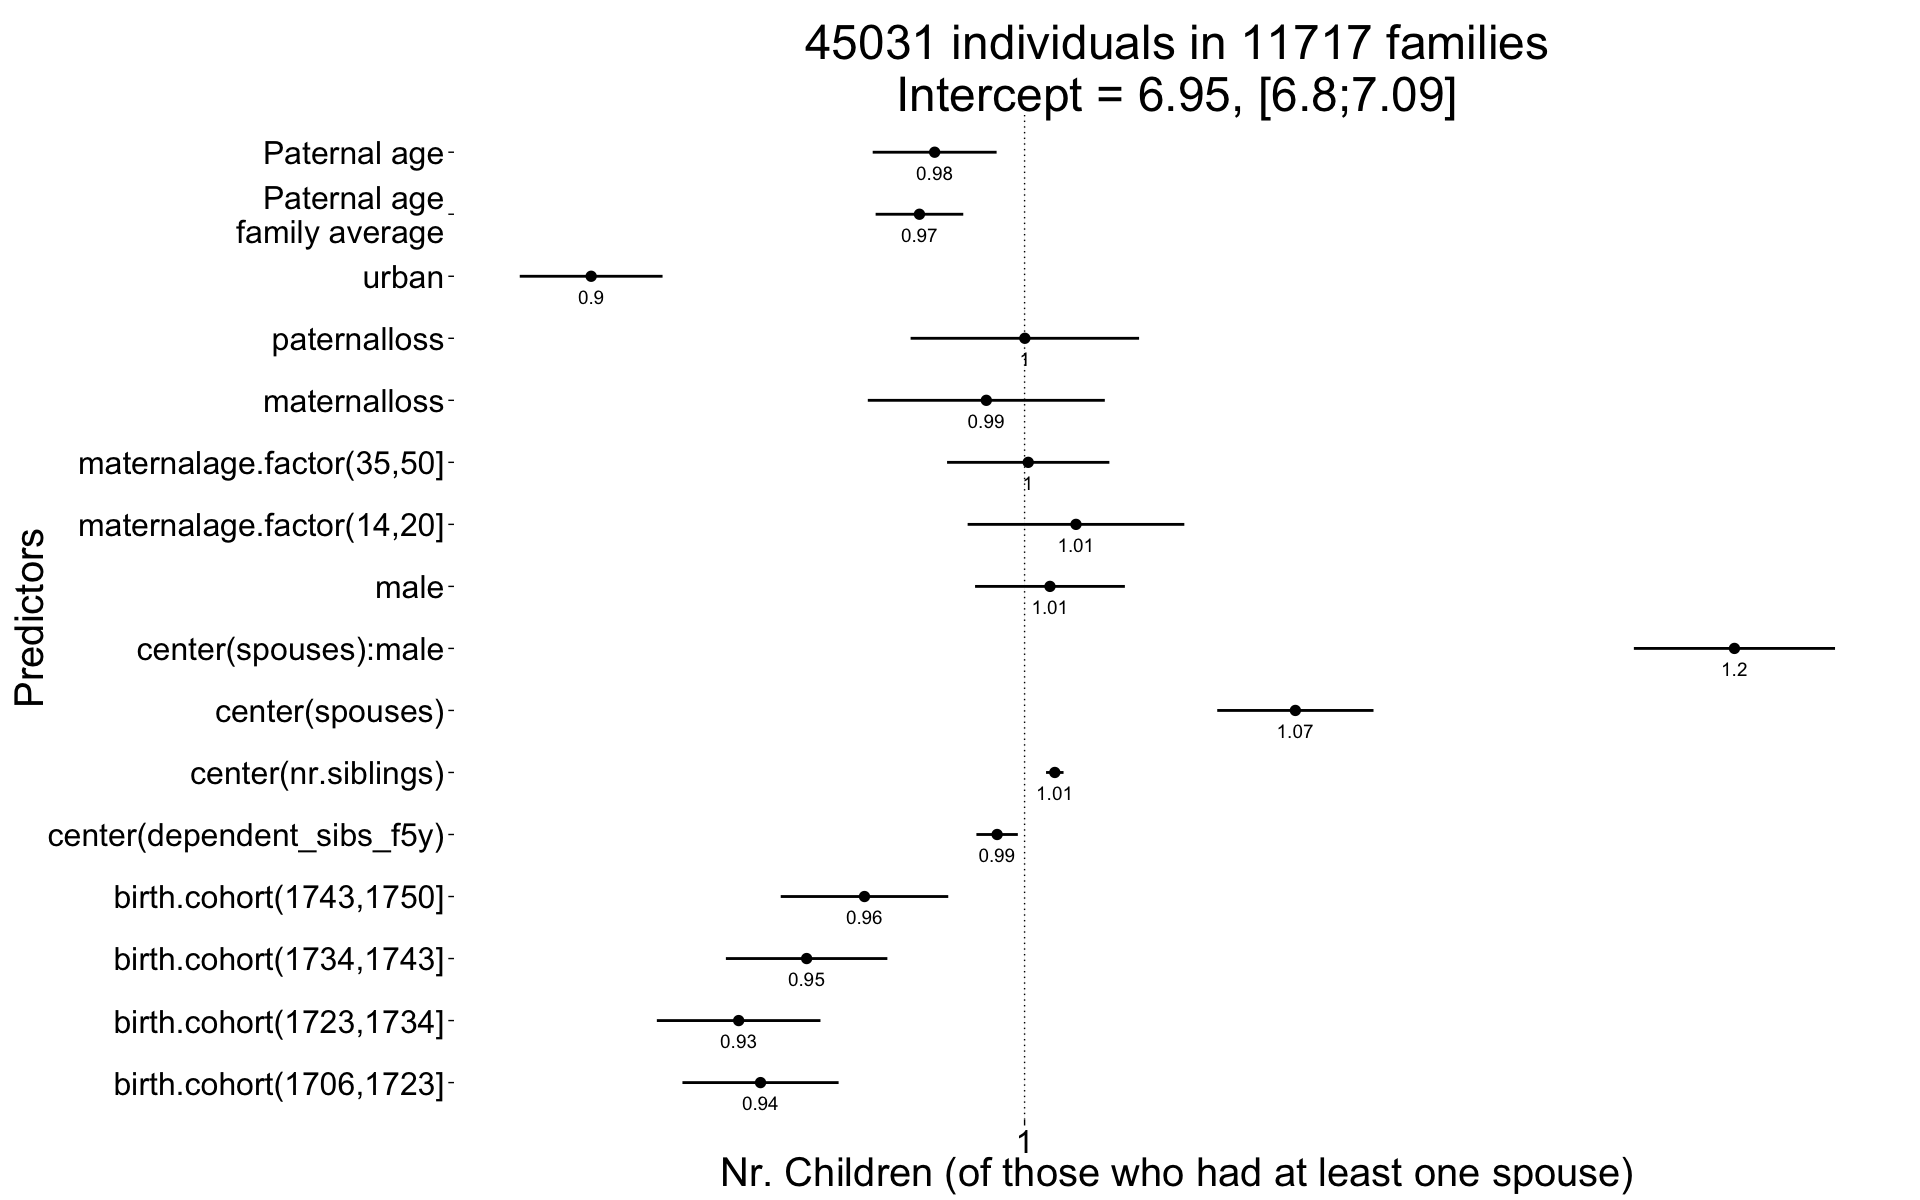 45031 individuals in 11717 families
Intercept = 6.95, [6.8;7.09]
Predictors
Paternal age
0.98
Paternal age
family average
0.97
urban
0.9
paternalloss
1
maternalloss
0.99
maternalage.factor(35,50]
1
maternalage.factor(14,20]
1.01
male
1.01
center(spouses):male
1.2
center(spouses)
1.07
center(nr.siblings)
1.01
center(dependent_sibs_f5y)
0.99
birth.cohort(1743,1750]
0.96
birth.cohort(1734,1743]
0.95
birth.cohort(1723,1734]
0.93
birth.cohort(1706,1723]
0.94
1
Nr. Children (of those who had at least one spouse)